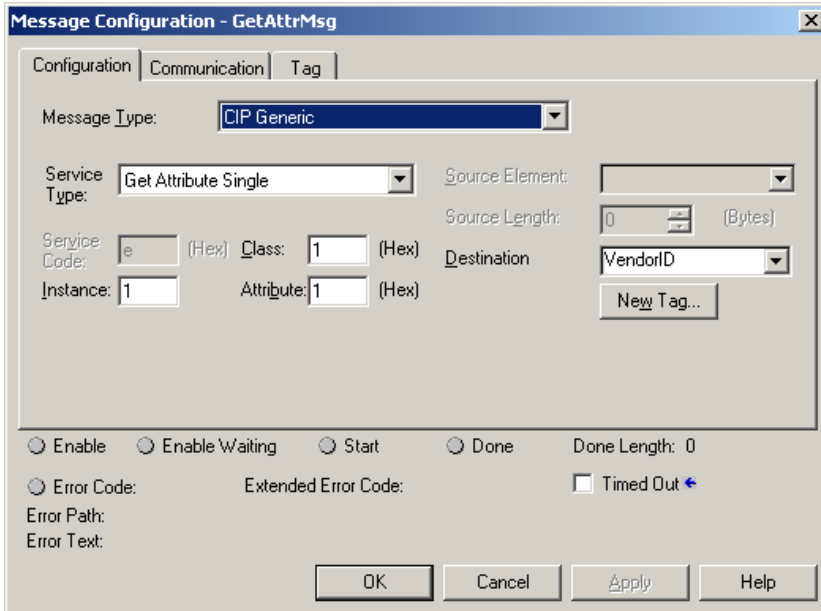 Message Configuration - GetAttrMsg
Configuration Communication Tag
Message Type: CIP Generic
Service Type: Get Attribute Single
Source Element:
Source Length: 0 (Bytes)
Service Code: e (Hex) Class: 1 (Hex)
Destination VendorID
Instance: 1 Attribute: 1 (Hex)
New Tag...
Enable Enable Waiting Start Done Done Length: 0
Error Code: Extended Error Code: Timed Out
Error Path:
Error Text:
OK Cancel Apply Help